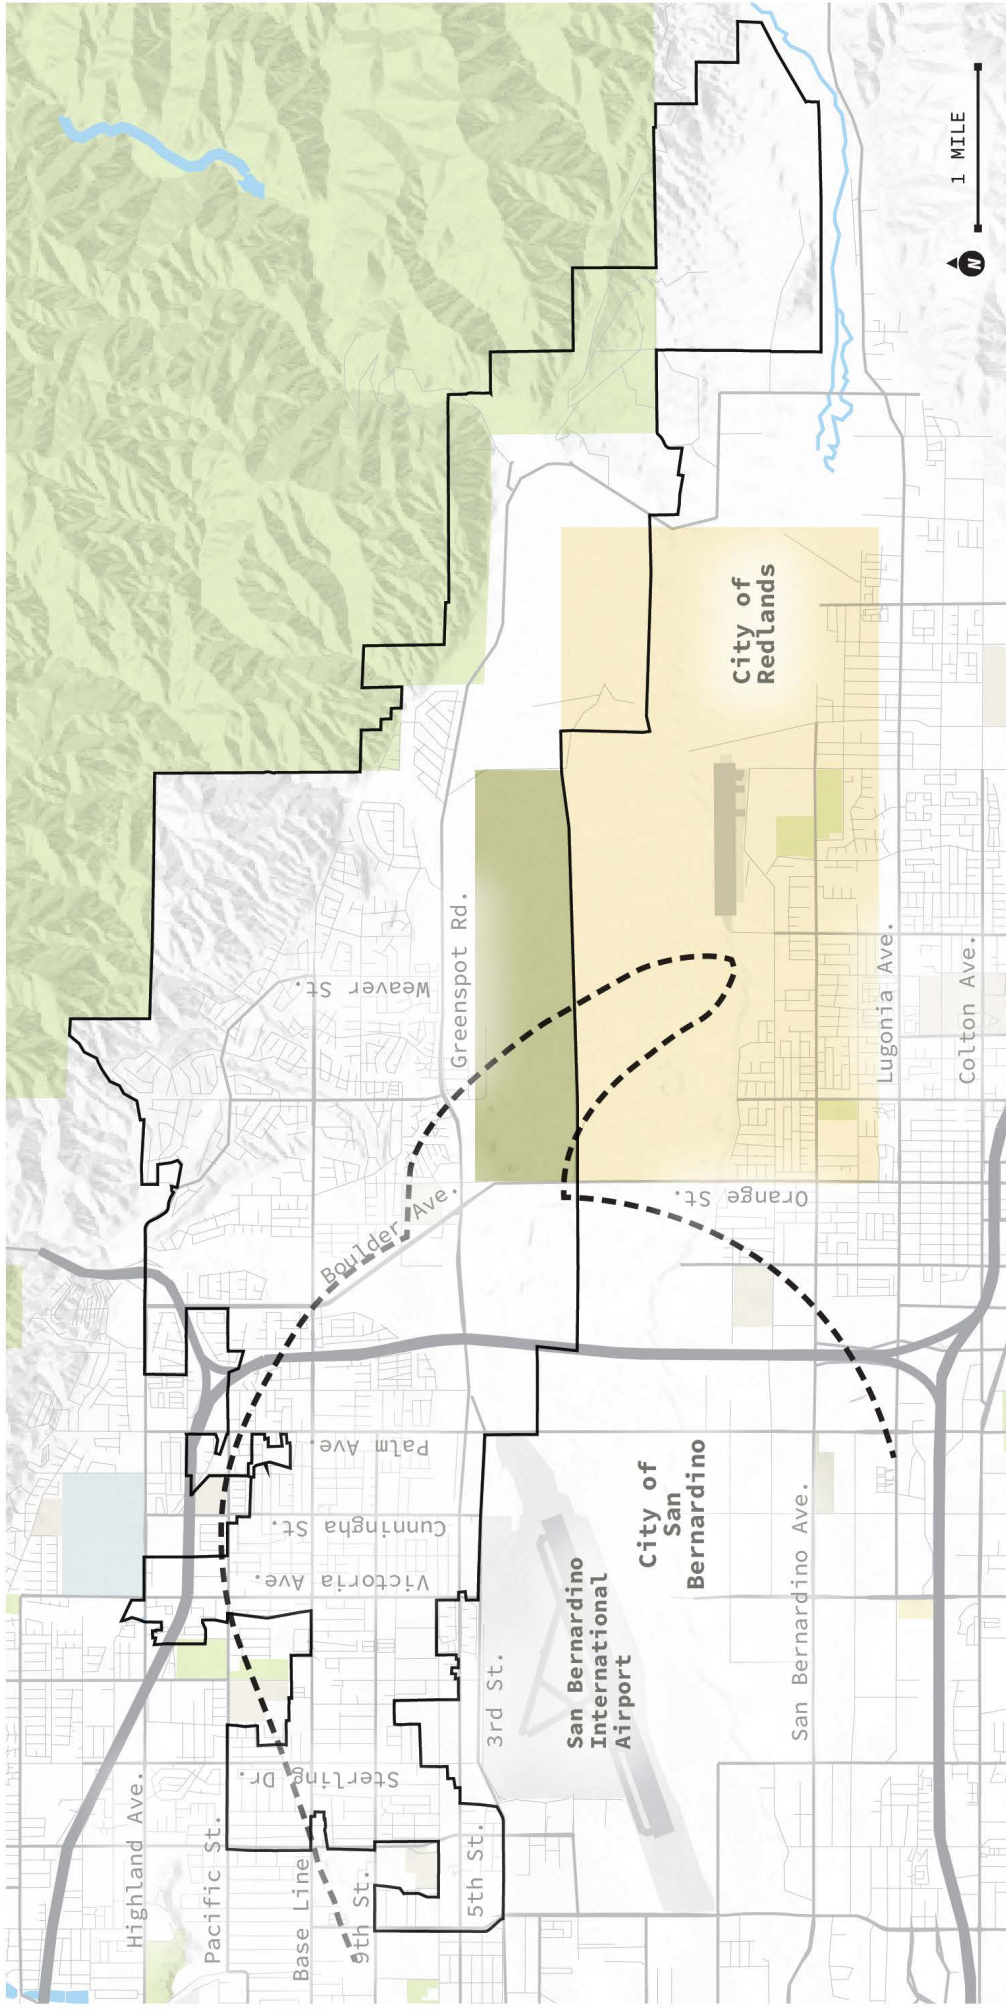 Highland Ave.
Pacific St.
Base Line
9th St.
5th St.
3rd St.
Sterling Dr.
Victoria Ave.
Cunningha St.
Palm Ave.
Boulder Ave.
Weaver St.
Greenspot Rd.
Orange St.
San Bernardino
International
Airport
City of
San
Bernardino
San Bernardino Ave.
City of
Redlands
Lugonia Ave.
Colton Ave.
N
1 MILE